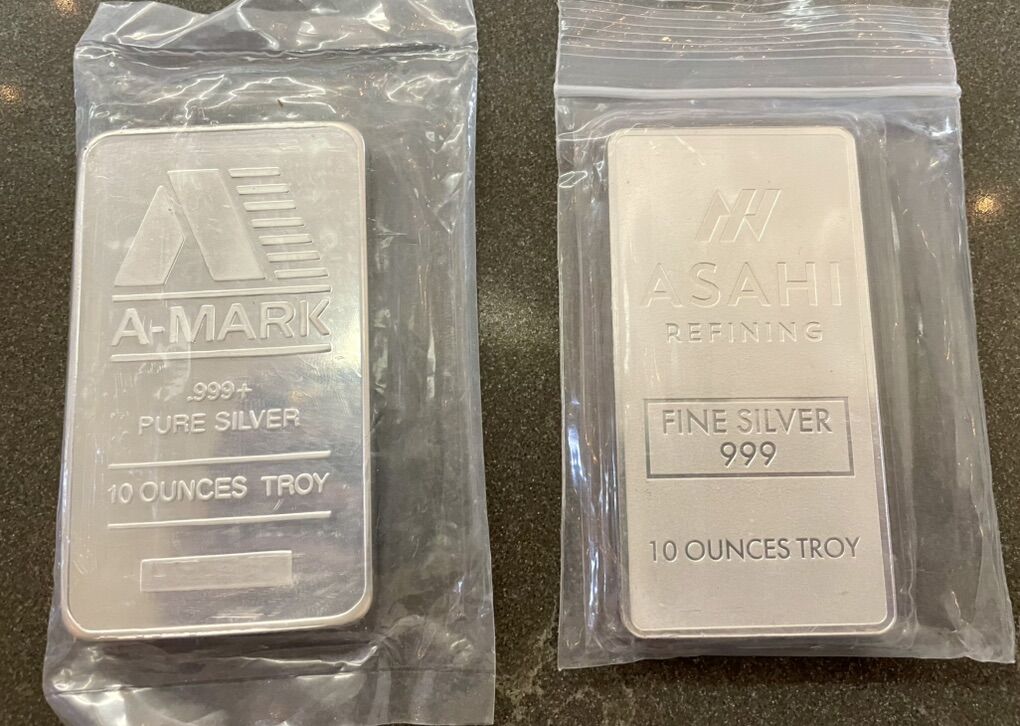 A-MARK
.999+
PURE SILVER
10 OUNCES TROY
ASAHI
REFINING
FINE SILVER
999
10 OUNCES TROY